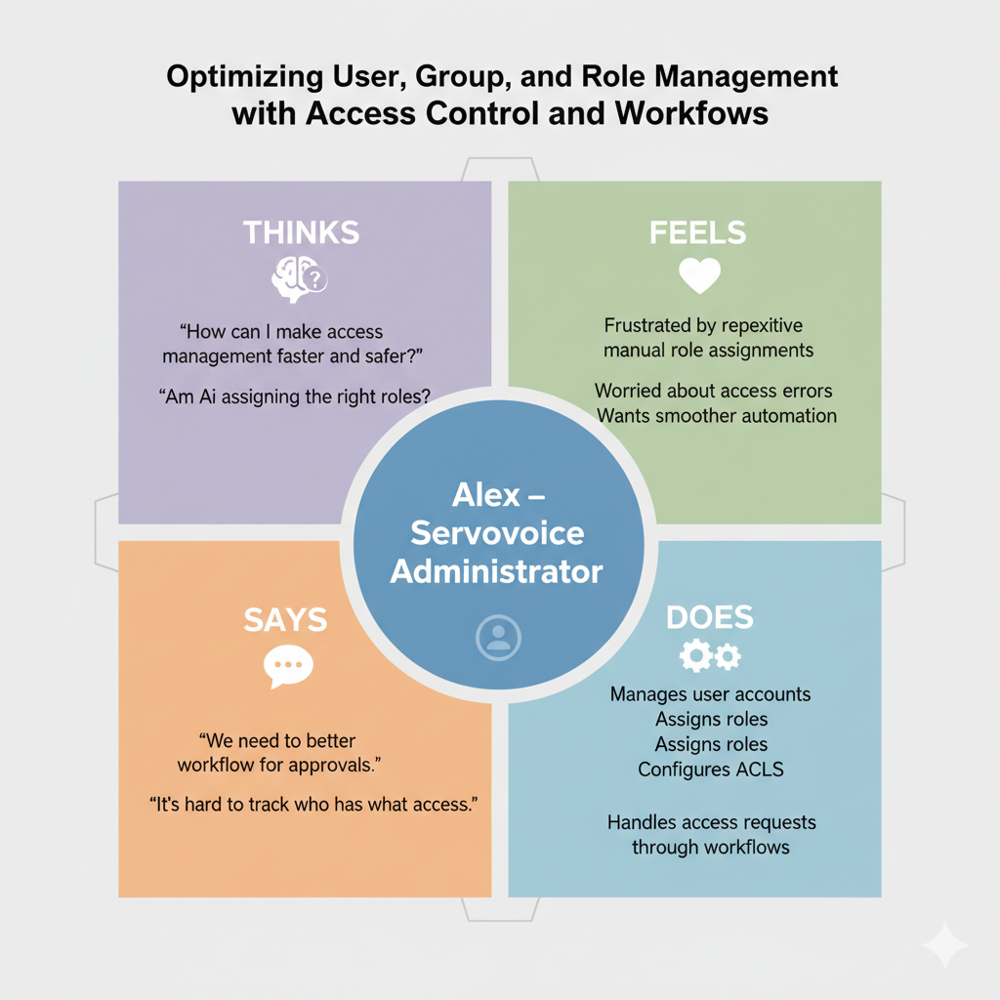 Optimizing User, Group, and Role Management
with Access Control and Workfows
THINKS
?
“How can I make access
management faster and safer?”
“Am Ai assigning the right roles?
FEELS
Frustrated by repexitive
manual role assignments
Worried about access errors
Wants smoother automation
Alex –
Servovoice
Administrator
SAYS
“We need to better
workflow for approvals.”
“It's hard to track who has what access.”
DOES
Manages user accounts
Assigns roles
Assigns roles
Configures ACLS
Handles access requests
through workflows